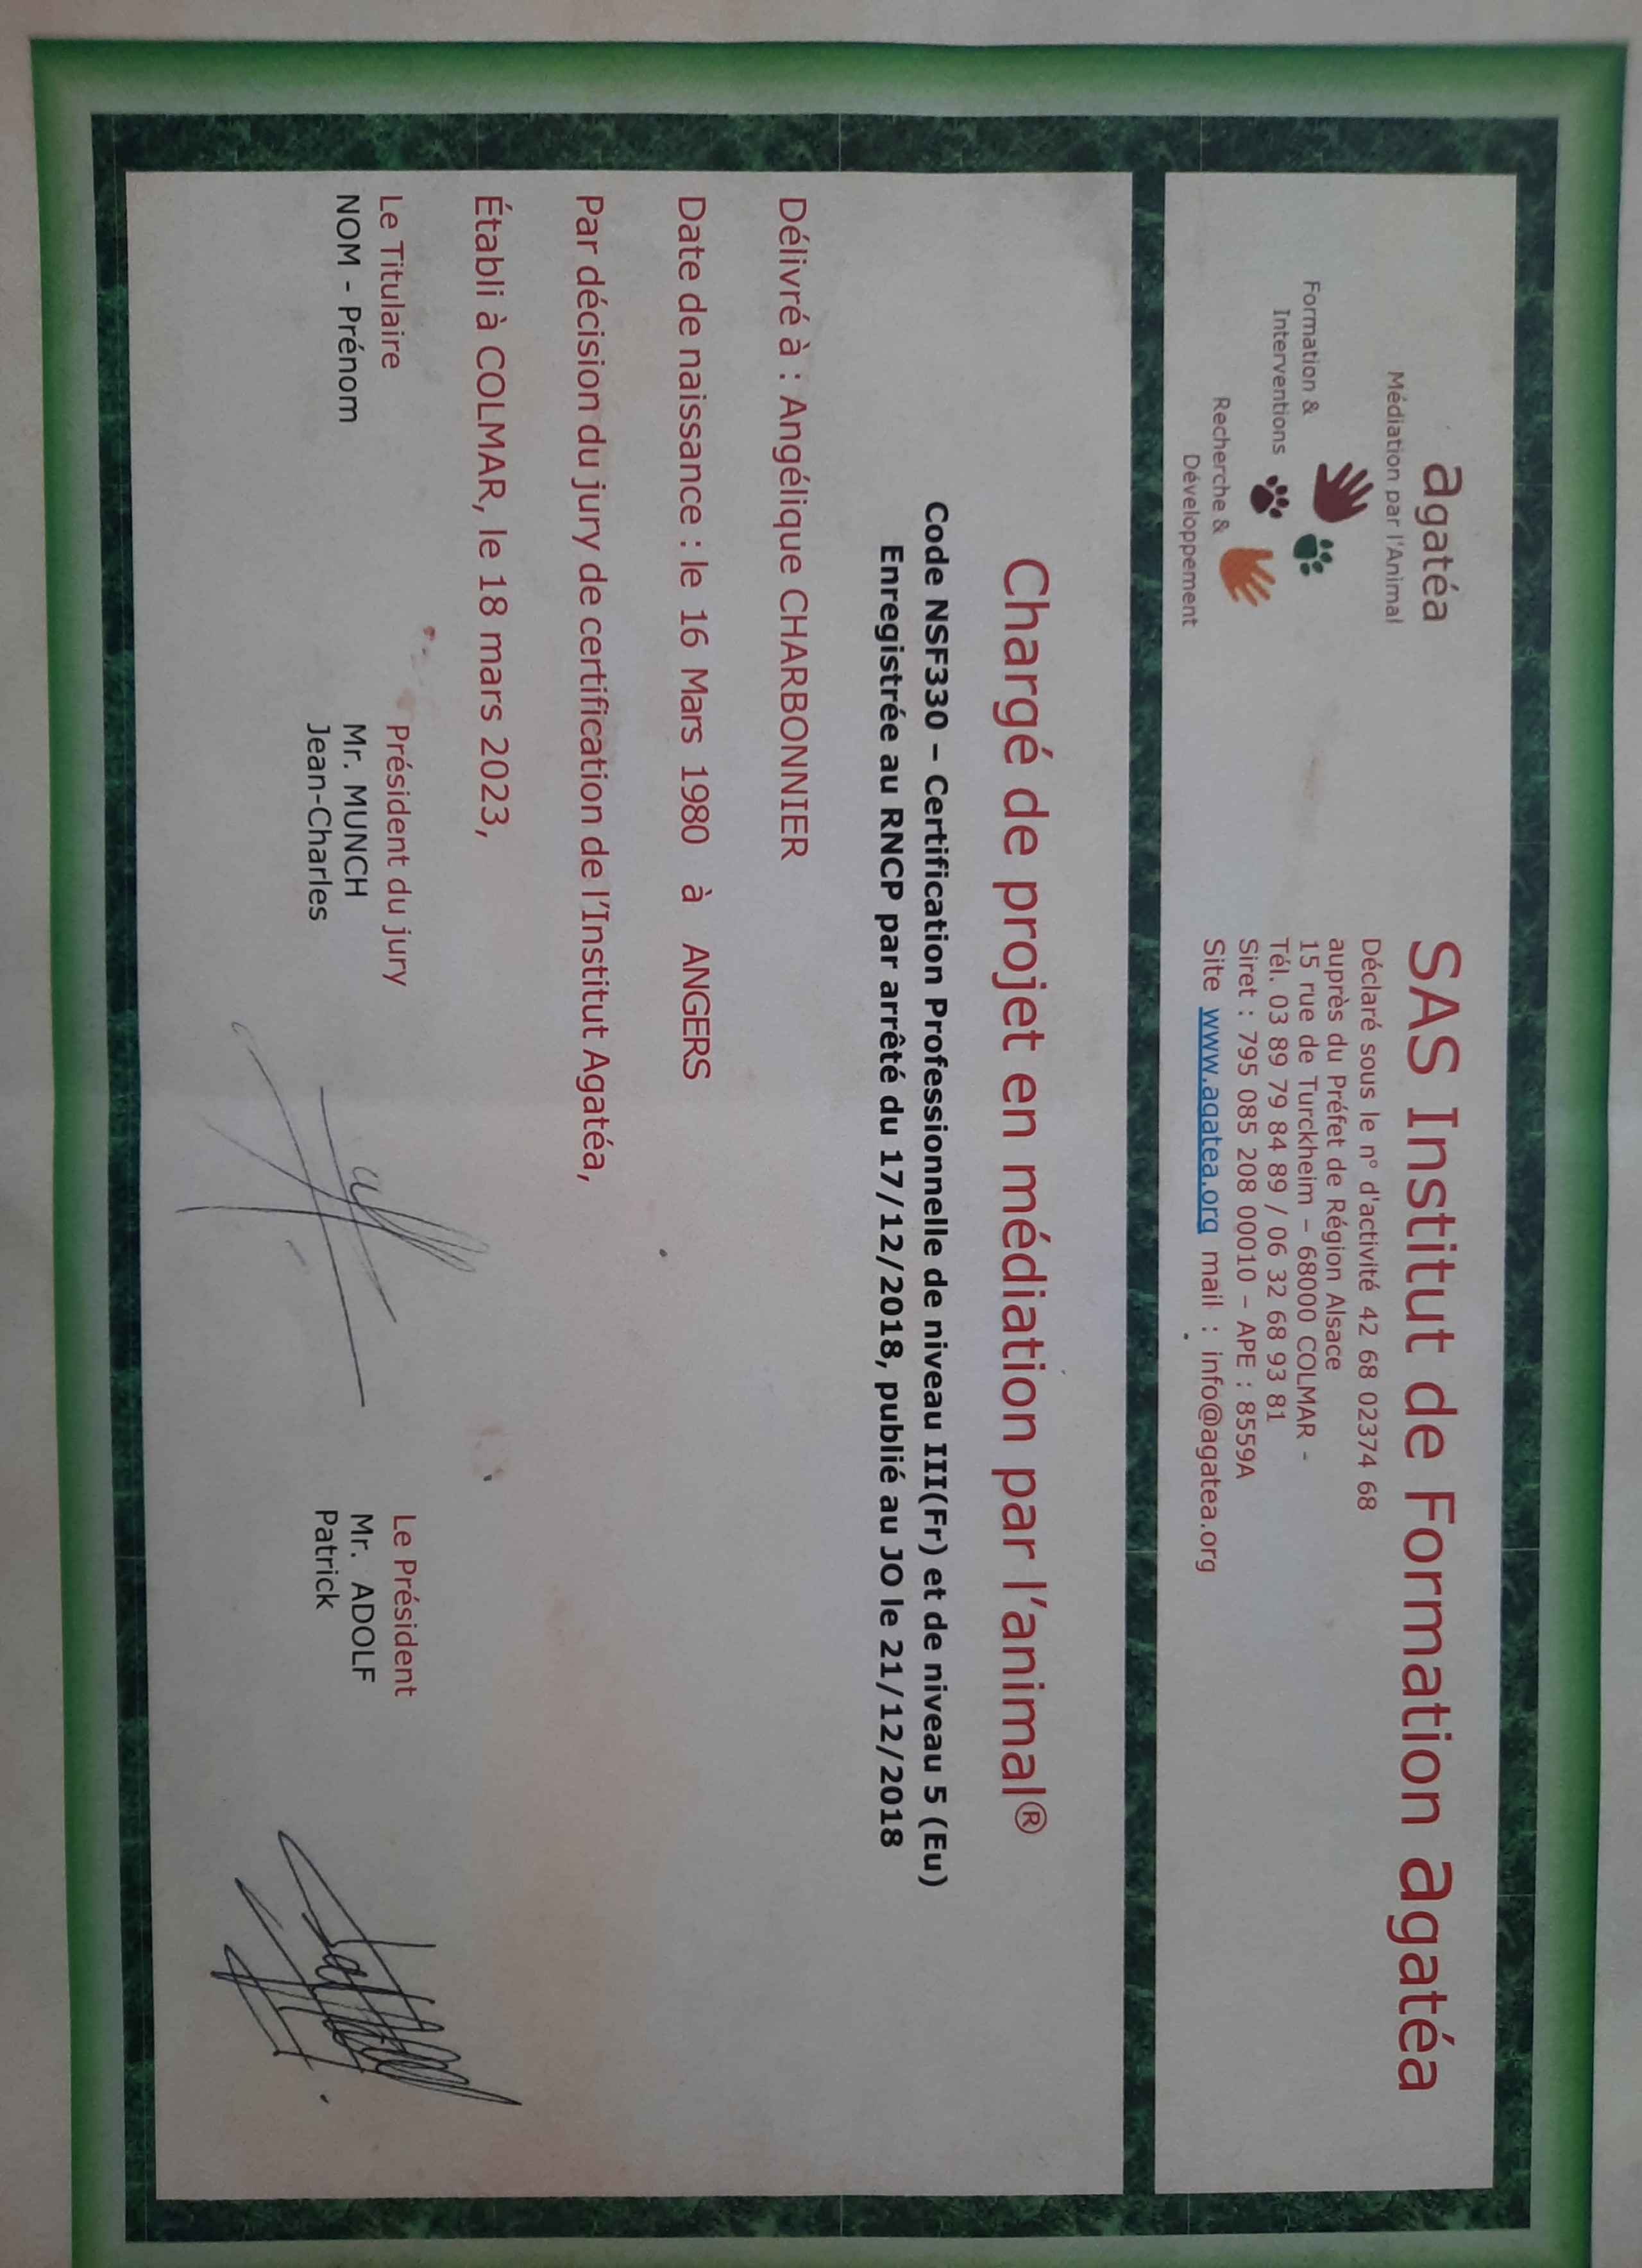 agatéa
Médiation par l'Animal
Formation &
Interventions
Recherche &
Développement
SAS Institut de Formation agatéa
Déclaré sous le n° d'activité 42 68 02374 68
auprès du Préfet de Région Alsace
15 rue de Turckheim – 68000 COLMAR -
Tél. 03 89 79 84 89 / 06 32 68 93 81
Siret : 795 085 208 00010 – APE : 8559A
Site www.agatea.org mail : info@agatea.org
Chargé de projet en médiation par l'animal®
Code NSF330 – Certification Professionnelle de niveau III(Fr) et de niveau 5 (Eu)
Enregistrée au RNCP par arrêté du 17/12/2018, publié au JO le 21/12/2018
Délivré à : Angélique CHARBONNIER
Date de naissance : le 16 Mars 1980 à ANGERS
Par décision du jury de certification de l'Institut Agatéa,
Établi à COLMAR, le 18 mars 2023,
Le Titulaire
NOM - Prénom
Président du jury
Mr. MUNCH
Jean-Charles
Le Président
Mr. ADOLF
Patrick